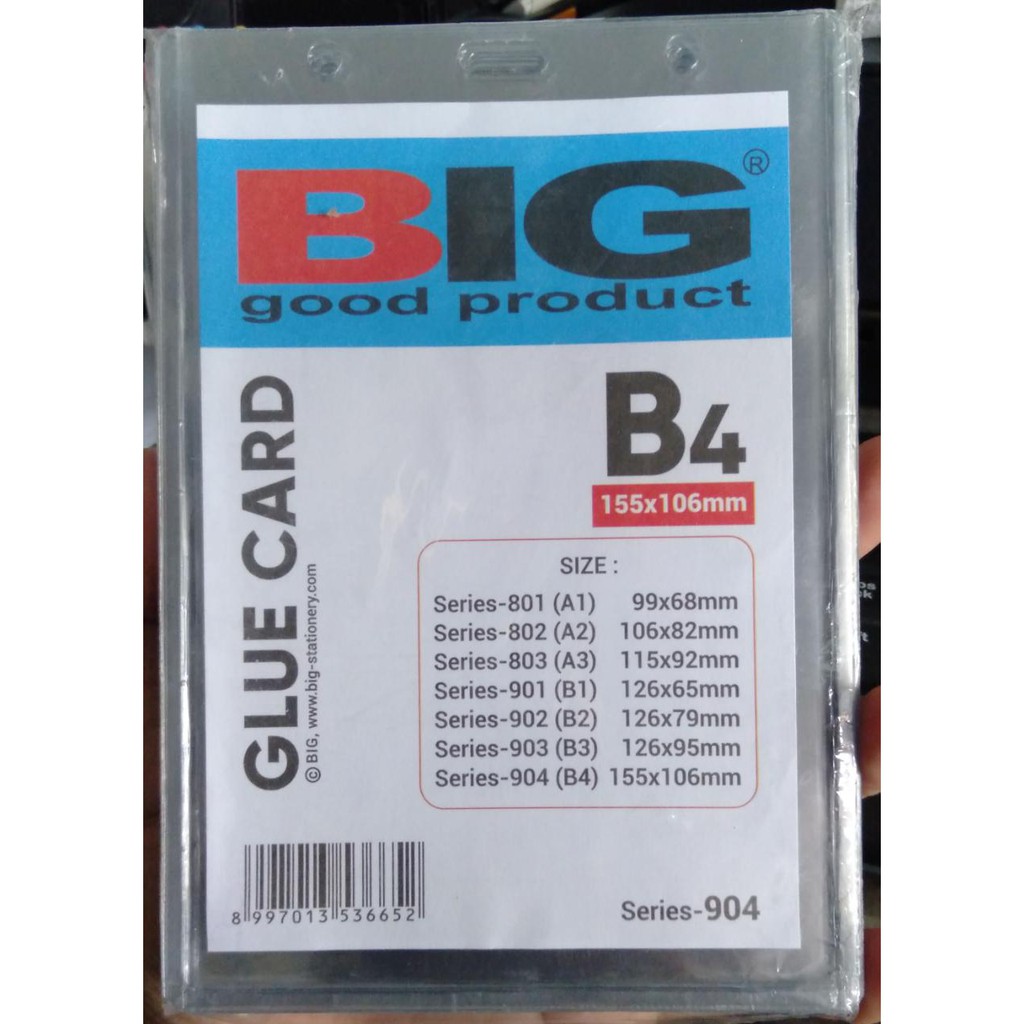 BIG®
good product
B4
155x106mm
GLUE CARD
© BIG, www.big-stationery.com
SIZE :
Series-801 (A1) 99x68mm
Series-802 (A2) 106x82mm
Series-803 (A3) 115x92mm
Series-901 (B1) 126x65mm
Series-902 (B2) 126x79mm
Series-903 (B3) 126x95mm
Series-904 (B4) 155x106mm
8 997013 536652
Series-904